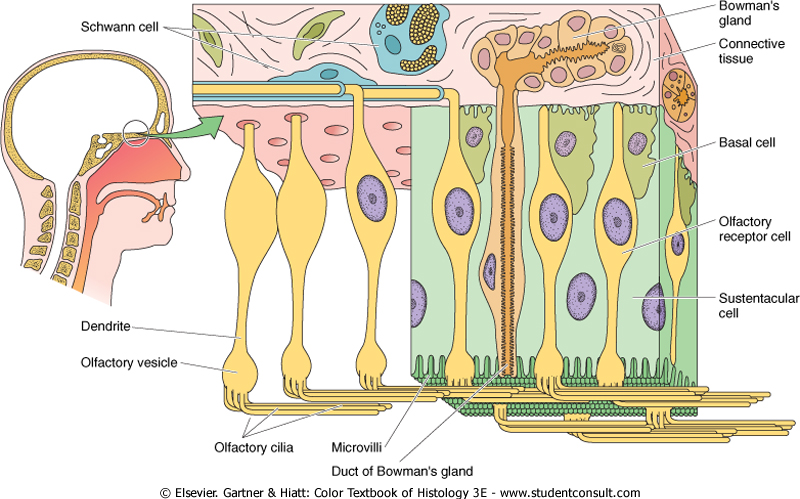 Schwann cell
Bowman's
gland
Connective
tissue
Basal cell
Olfactory
receptor cell
Sustentacular
cell
Dendrite
Olfactory vesicle
Olfactory cilia
Microvilli
Duct of Bowman's gland
© Elsevier. Gartner & Hiatt: Color Textbook of Histology 3E - www.studentconsult.com